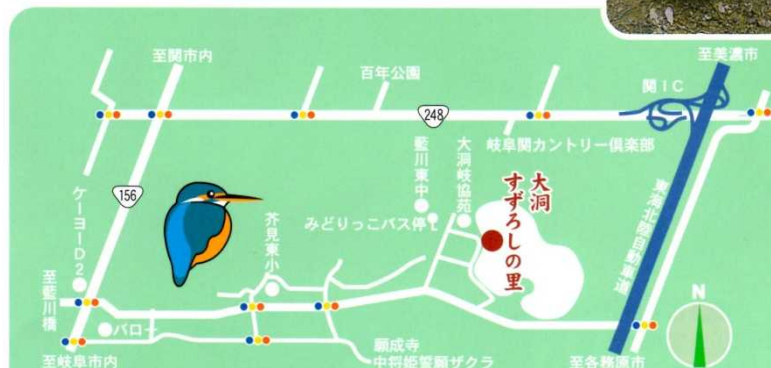 至関市内
至美濃市
百年公園
関IC
248
岐阜関カントリー倶楽部
藍川東中
大洞岐協苑
大洞
すずろしの里
156
ケーヨーD2
みどりっこバス停
芥見東小
東海北陸自動車道
至藍川橋
バロー
N
願成寺
中将姫誓願ザクラ
至岐阜市内
至各務原市